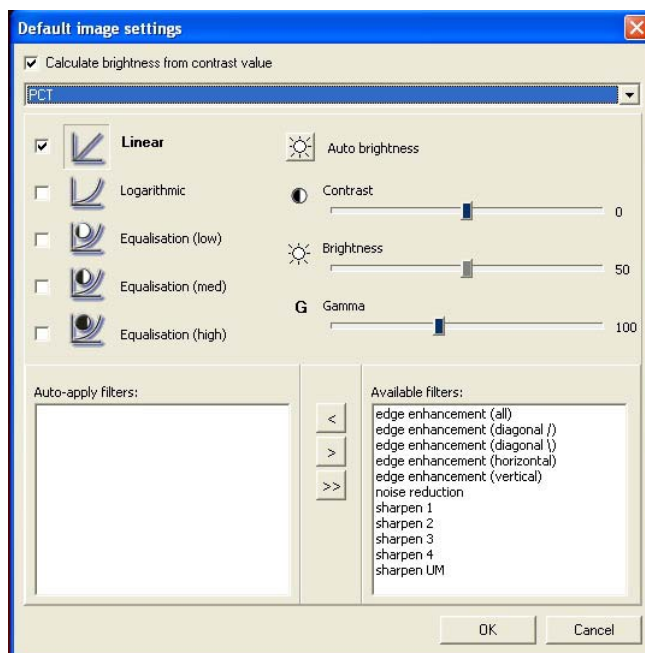 Default image settings
Calculate brightness from contrast value
PCT
Linear
Auto brightness
Logarithmic
Contrast
0
Equalisation (low)
Brightness
50
Equalisation (med)
G Gamma
100
Equalisation (high)
Auto-apply filters:
<
>
>>
Available filters:
edge enhancement (all)
edge enhancement (diagonal /)
edge enhancement (diagonal \)
edge enhancement (horizontal)
edge enhancement (vertical)
noise reduction
sharpen 1
sharpen 2
sharpen 3
sharpen 4
sharpen UM
OK
Cancel